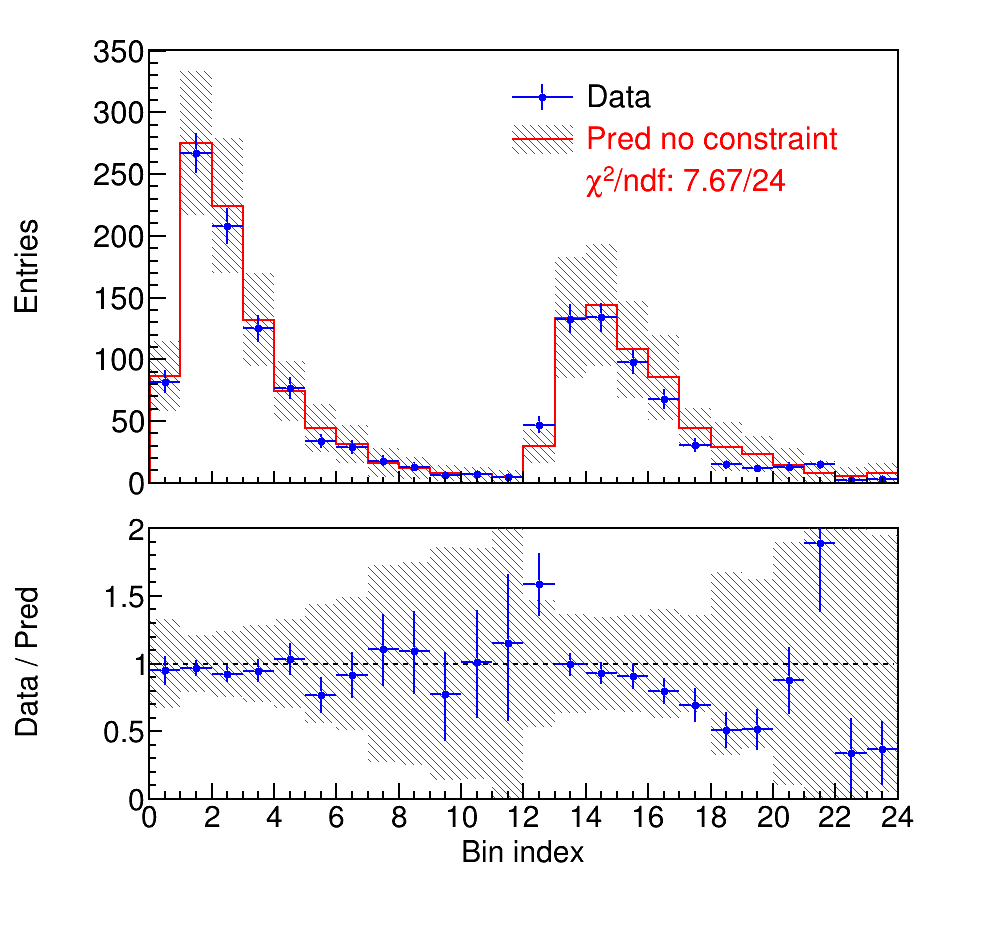 350
300
250
200
150
100
50
0
Entries
Data
Pred no constraint
χ²/ndf: 7.67/24
2
1.5
1
0.5
0
Data / Pred
0 2 4 6 8 10 12 14 16 18 20 22 24
Bin index